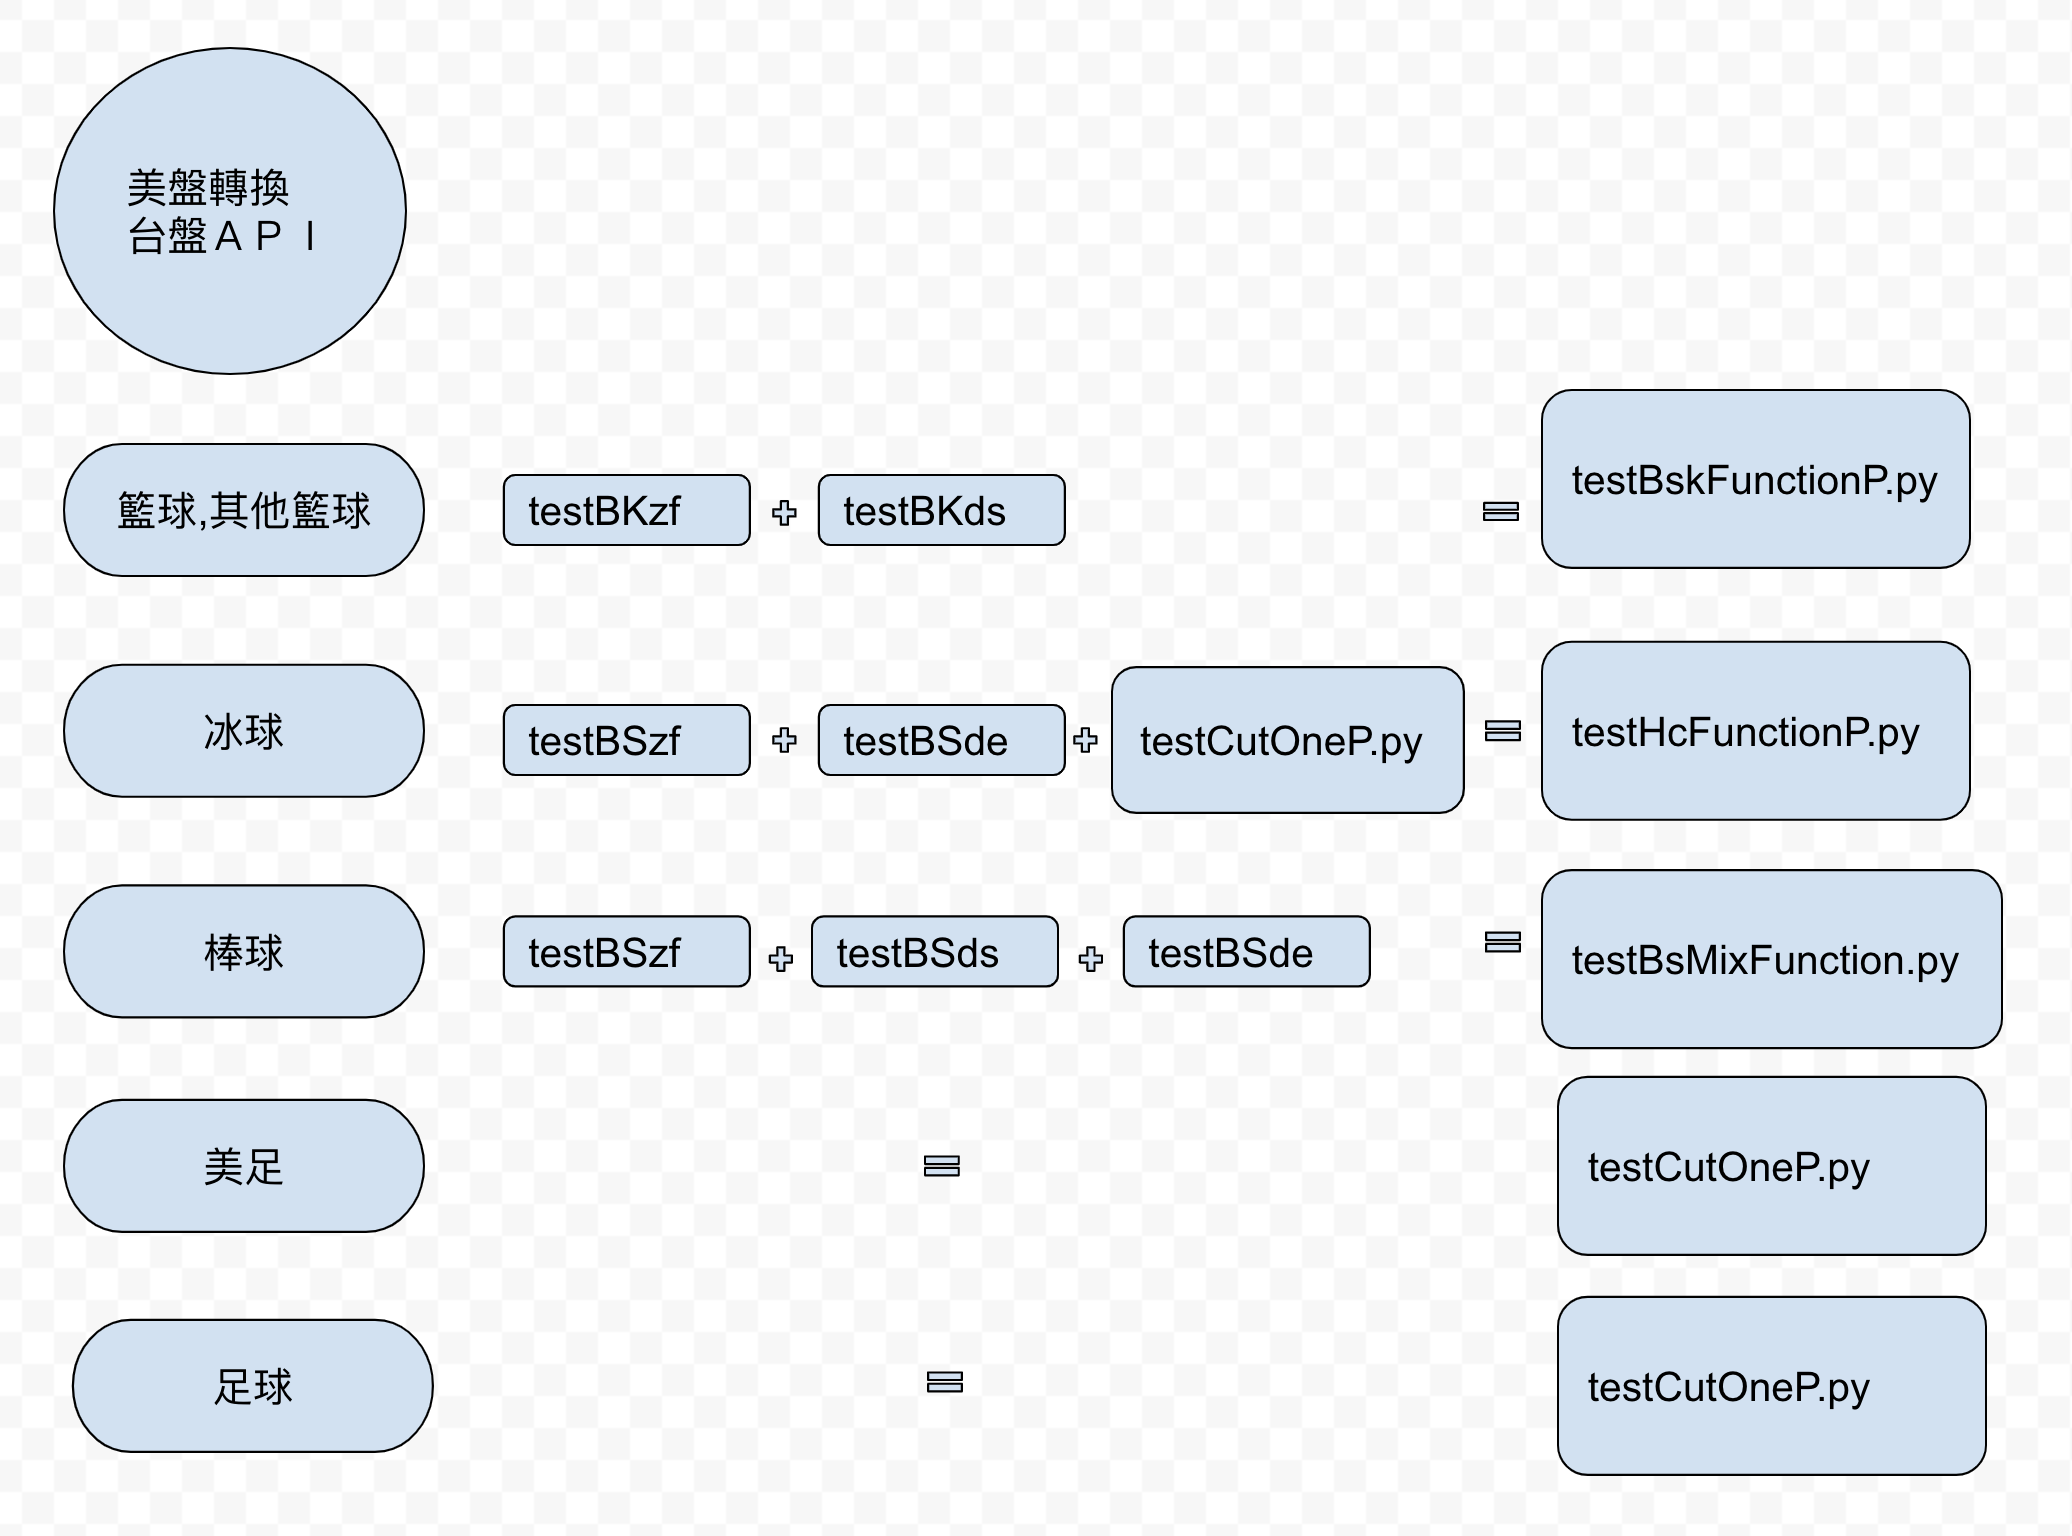 美盤轉換
台盤ＡＰＩ
籃球,其他籃球
testBKzf
testBKds
testBskFunctionP.py
冰球
testBSzf
testBSde
testCutOneP.py
testHcFunctionP.py
棒球
testBSzf
testBSds
testBSde
testBsMixFunction.py
美足
testCutOneP.py
足球
testCutOneP.py